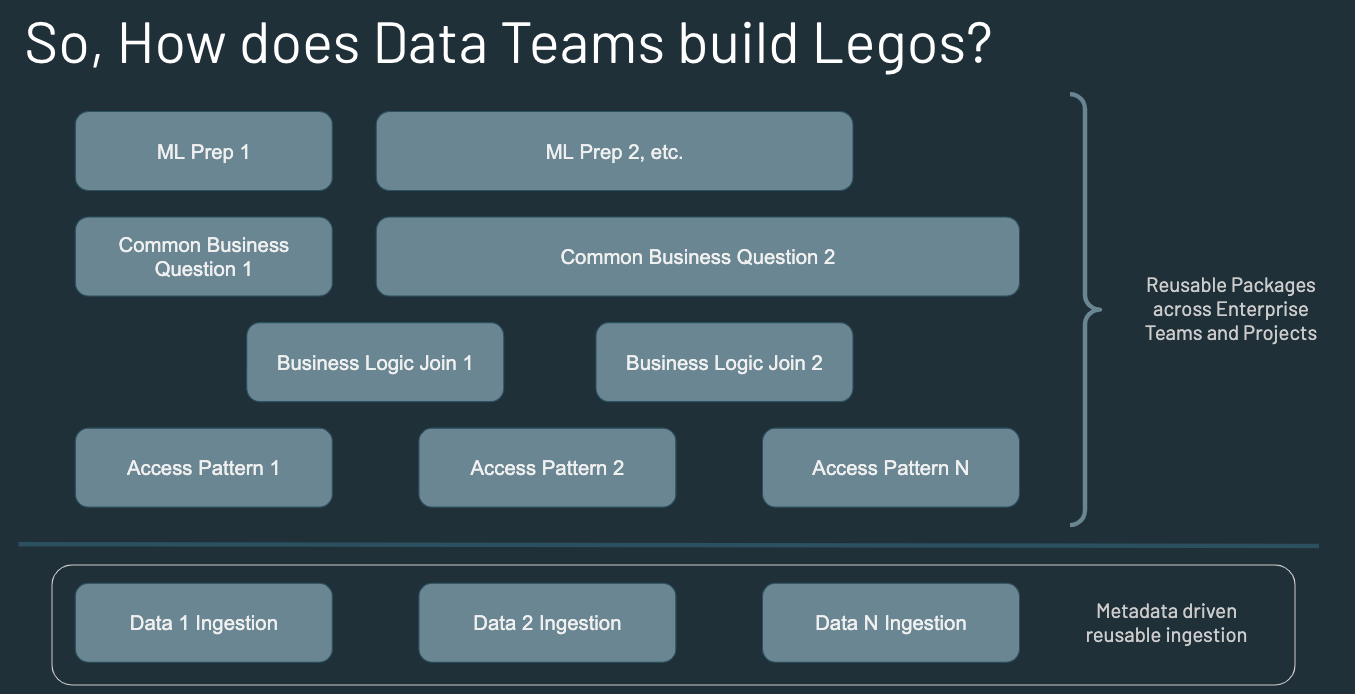 So, How does Data Teams build Legos?
ML Prep 1
ML Prep 2, etc.
Common Business
Question 1
Common Business Question 2
Reusable Packages
across Enterprise
Teams and Projects
Business Logic Join 1
Business Logic Join 2
Access Pattern 1
Access Pattern 2
Access Pattern N
Data 1 Ingestion
Data 2 Ingestion
Data N Ingestion
Metadata driven
reusable ingestion